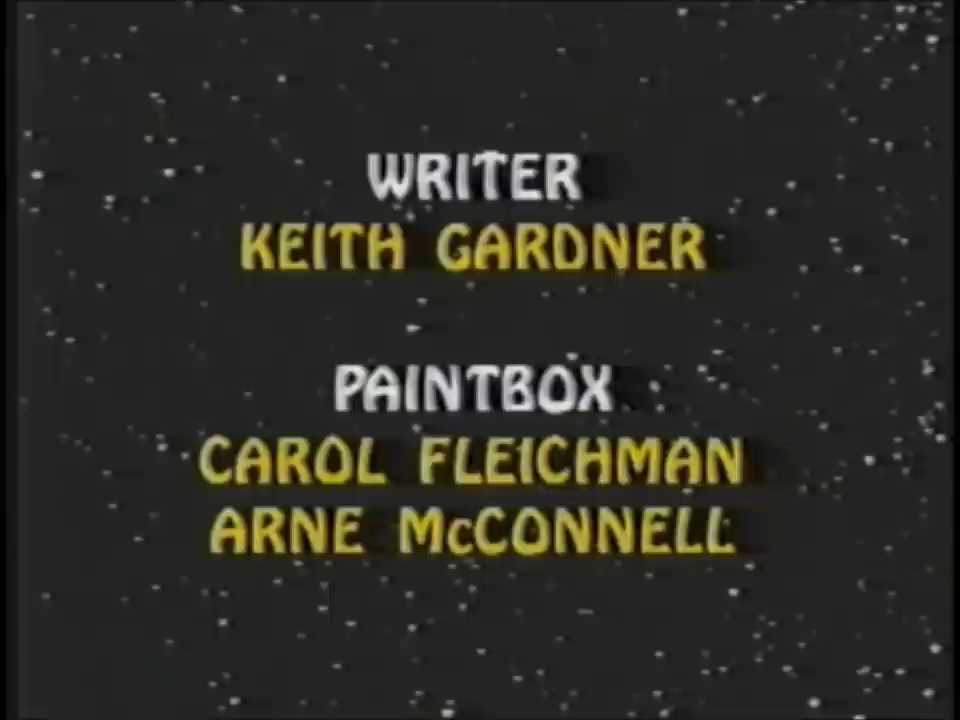 WRITER
KEITH GARDNER
PAINTBOX
CAROL FLEICHMAN
ARNE McCONNELL